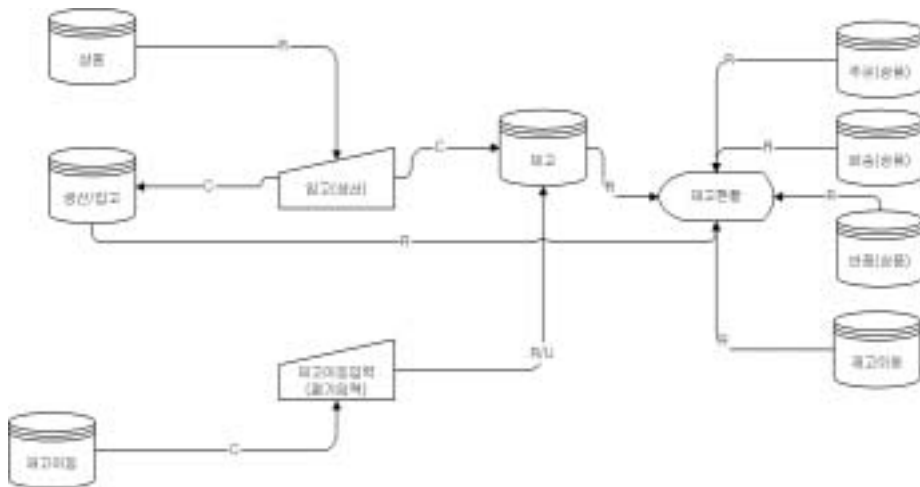 상품
R
주문(상품)
R
재고
C
배송(상품)
R
생산/입고
C
입고(생산)
R
재고현황
R
R
반품(상품)
R
재고이동
재고이동입력
R/U
C
재고이동